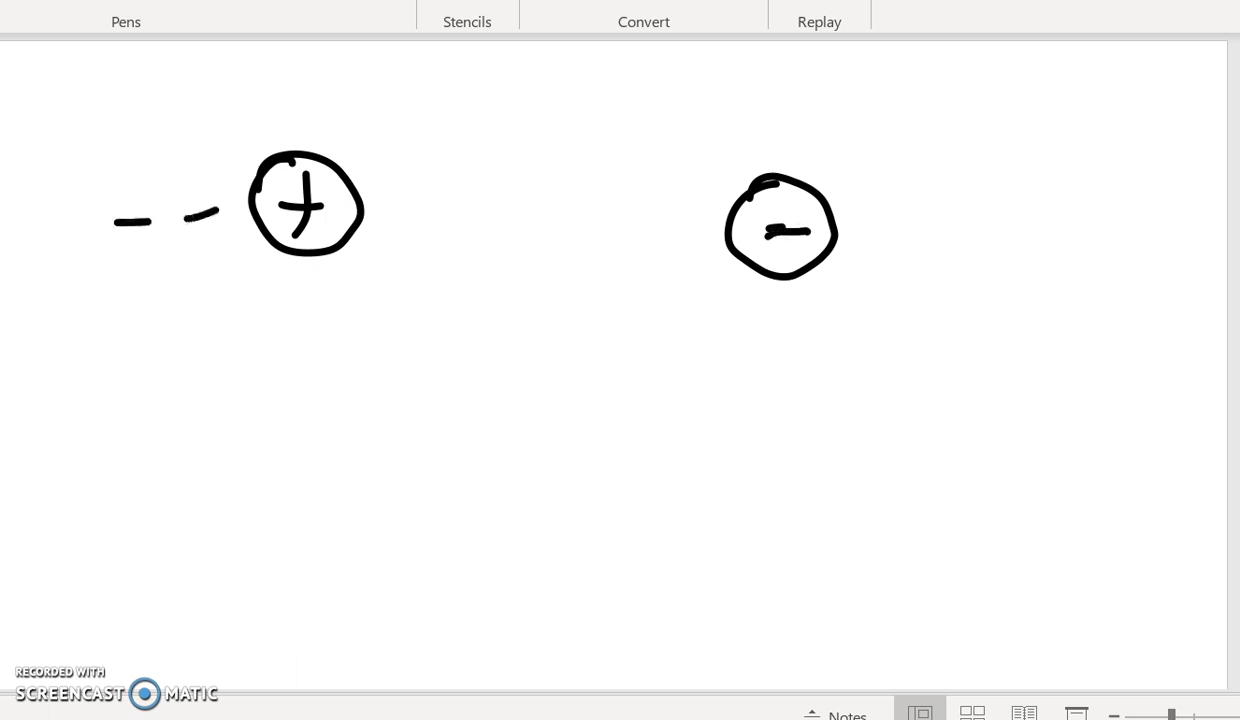 Pens Stencils Convert Replay
- - + -
RECORDED WITH
SCREENCAST MATIC
Notes